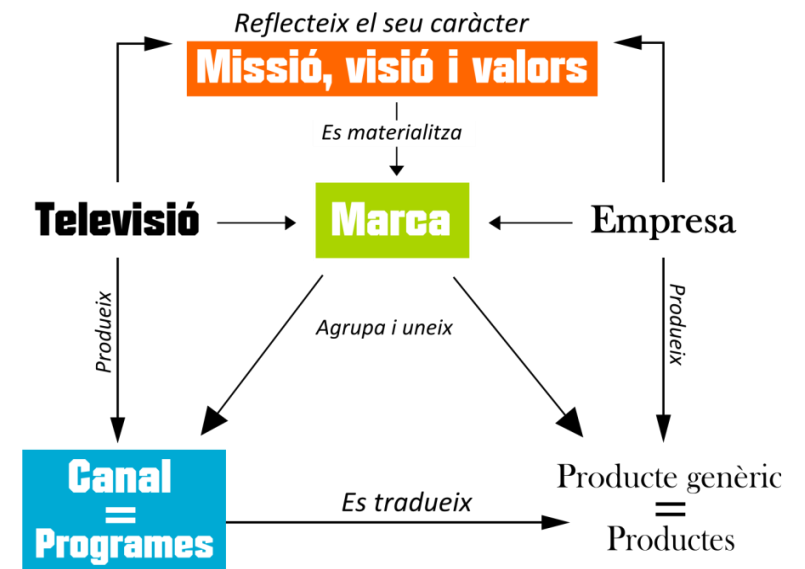 Reflecteix el seu caràcter
Missió, visió i valors
Es materialitza
Televisió
Marca
Empresa
Produeix
Agrupa i uneix
Produeix
Canal
=
Programes
Es tradueix
Producte genèric
=
Productes